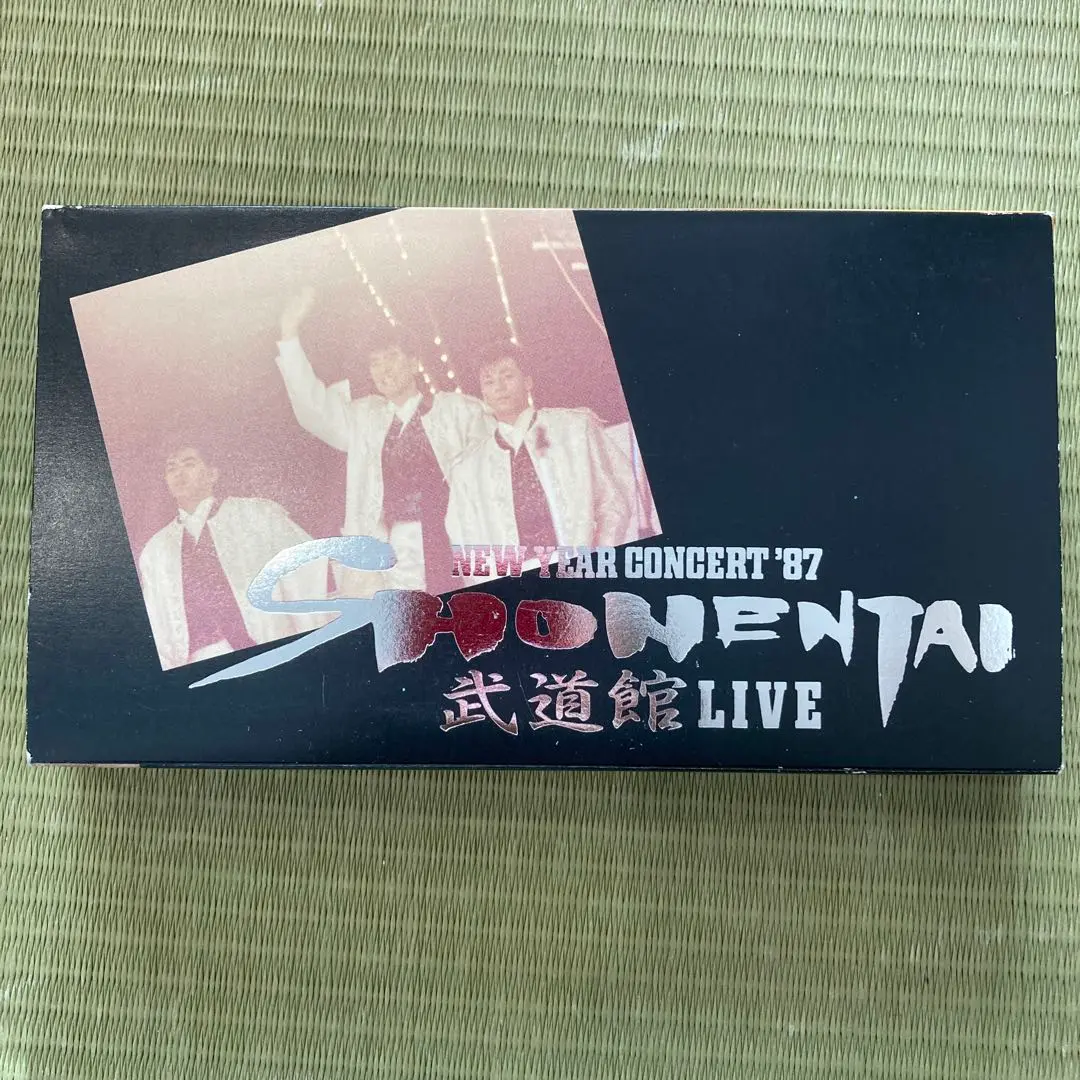 NEW YEAR CONCERT '87
SHONENTAI
武道館 LIVE